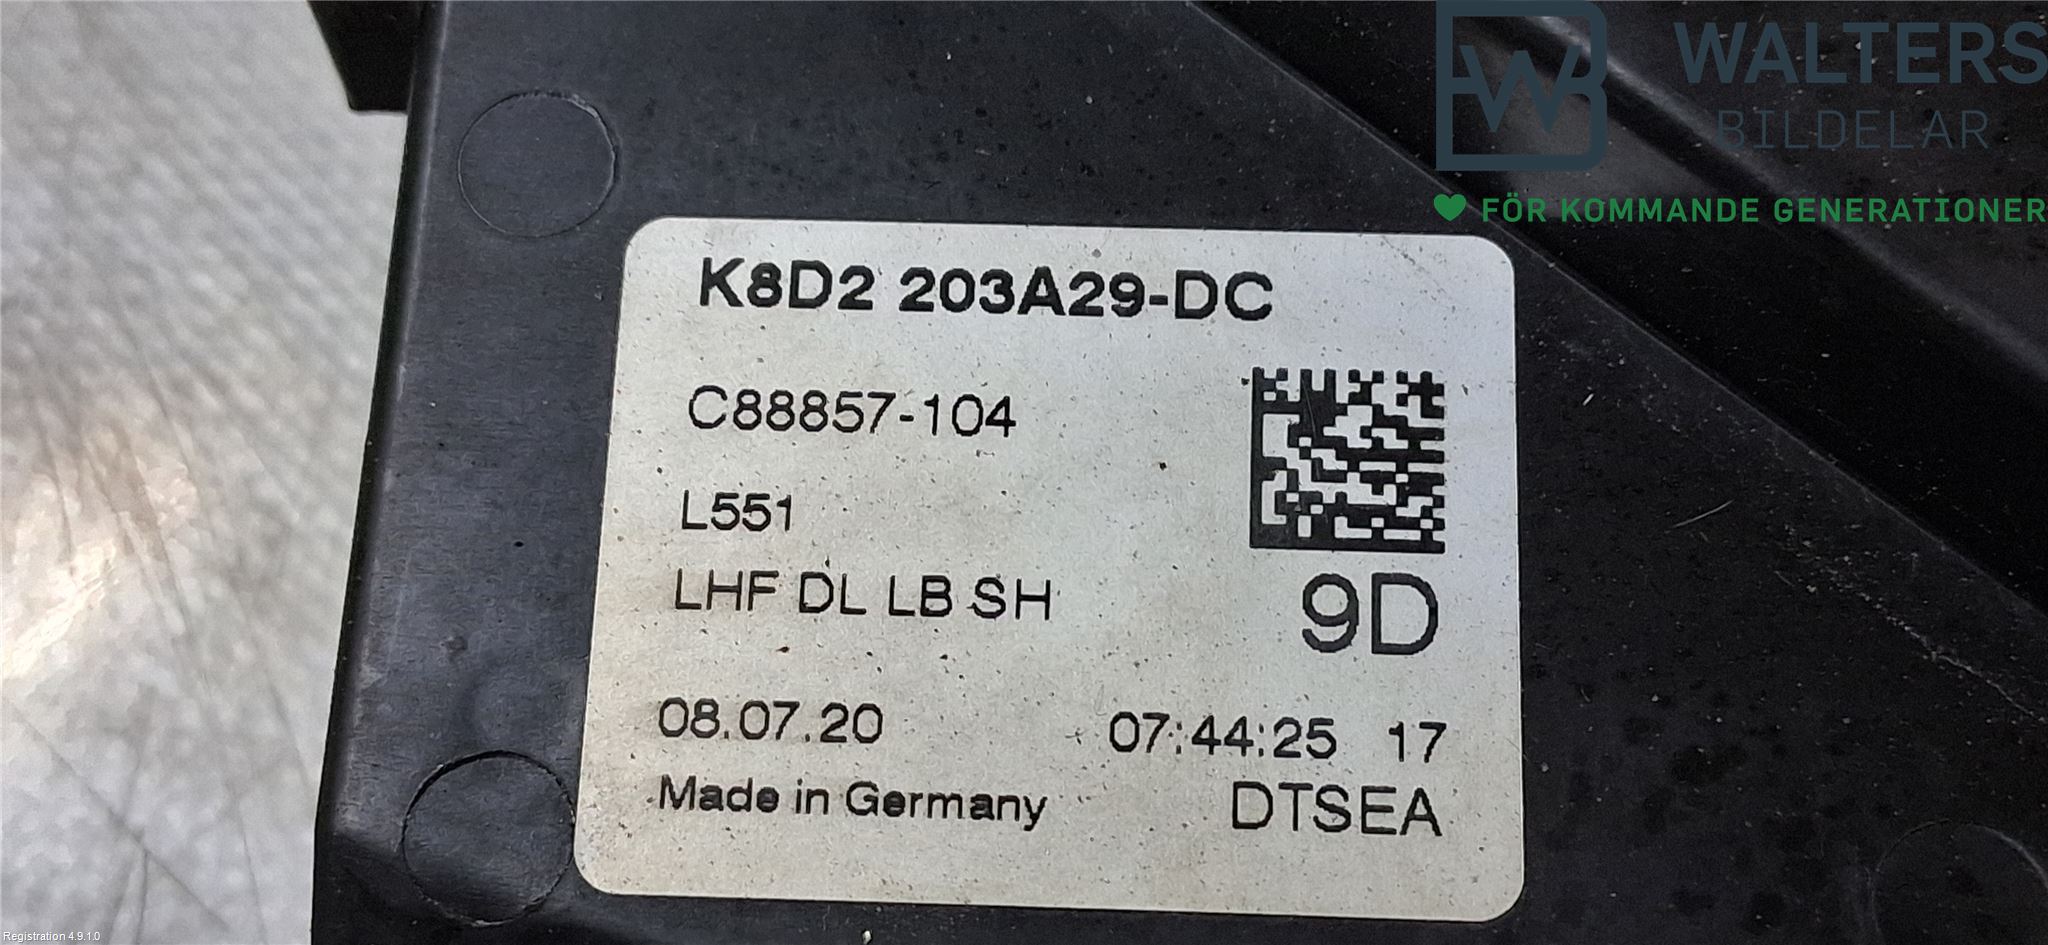 WALTERS
BILDELAR
FÖR KOMMANDE GENERATIONER
K8D2 203A29-DC
C88857-104
L551
LHF DL LB SH
9D
08.07.20 07:44:25 17
Made in Germany DTSEA
Registration 4.9.1.0